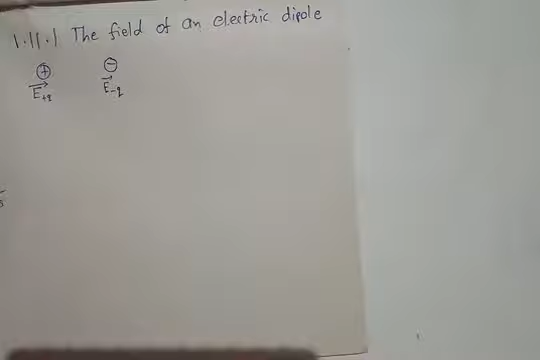 1.11.1 The field of an electric dipole
⊕ ⊖
E⃗+q E⃗-q